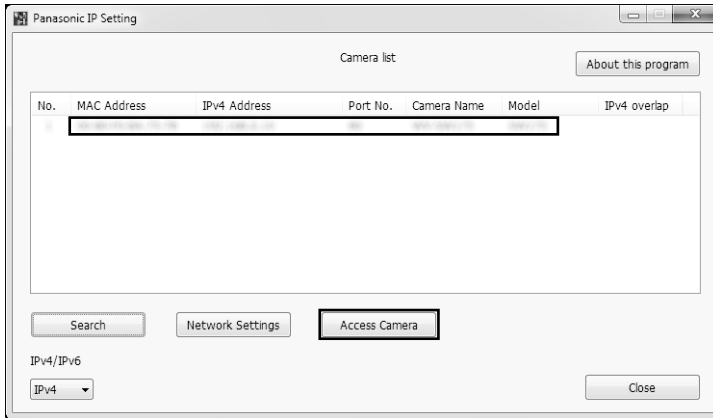 Panasonic IP Setting
Camera list
About this program
No. MAC Address IPv4 Address Port No. Camera Name Model IPv4 overlap
Search Network Settings Access Camera
IPv4/IPv6
IPv4
Close